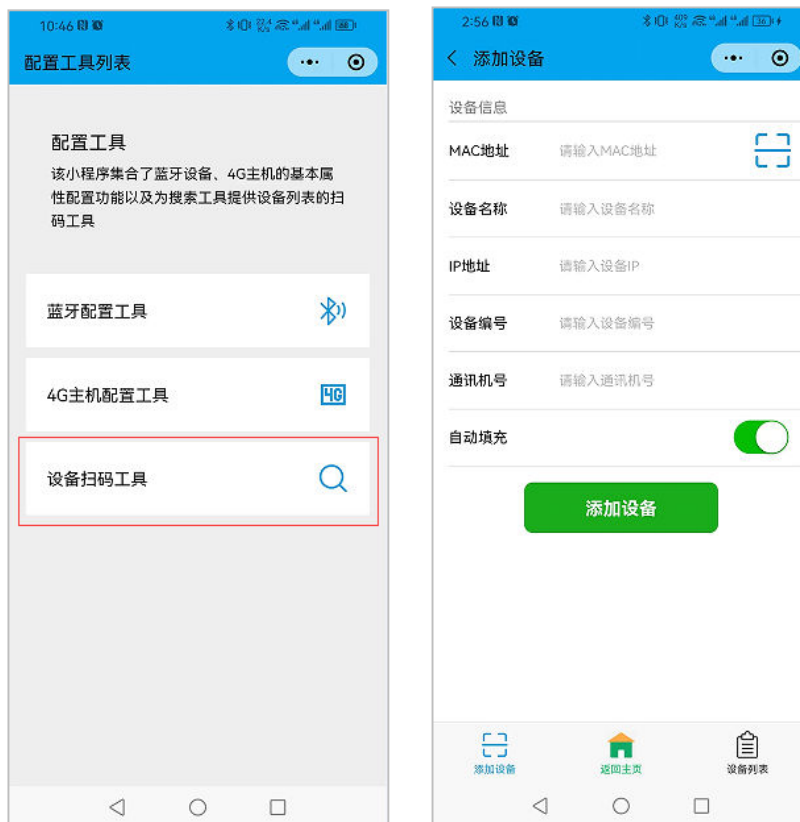 10:46
22.4 K/s
88
配置工具列表
配置工具
该小程序集合了蓝牙设备、4G主机的基本属
性配置功能以及为搜索工具提供设备列表的扫
码工具
蓝牙配置工具
4G主机配置工具
4G
设备扫码工具
2:56
409 K/s
36
添加设备
设备信息
MAC地址 请输入MAC地址
设备名称 请输入设备名称
IP地址 请输入设备IP
设备编号 请输入设备编号
通讯机号 请输入通讯机号
自动填充
添加设备
添加设备 返回主页 设备列表